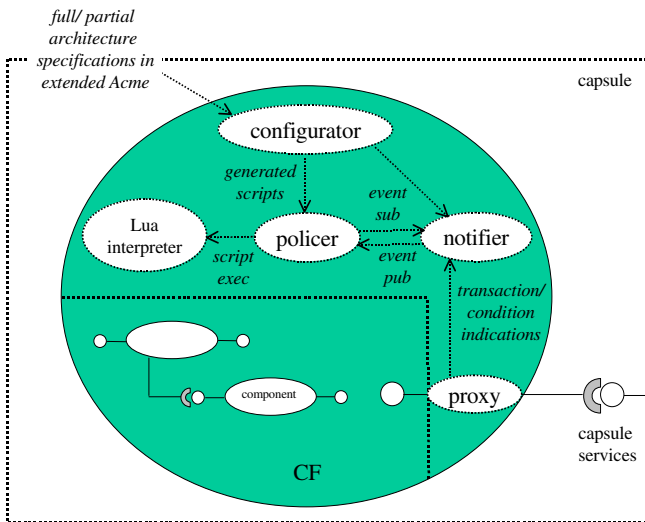 full/ partial
architecture
specifications in
extended Acme
capsule
configurator
generated
scripts
event
sub
Lua
interpreter
policer
notifier
script
exec
event
pub
transaction/
condition
indications
component
proxy
capsule
services
CF